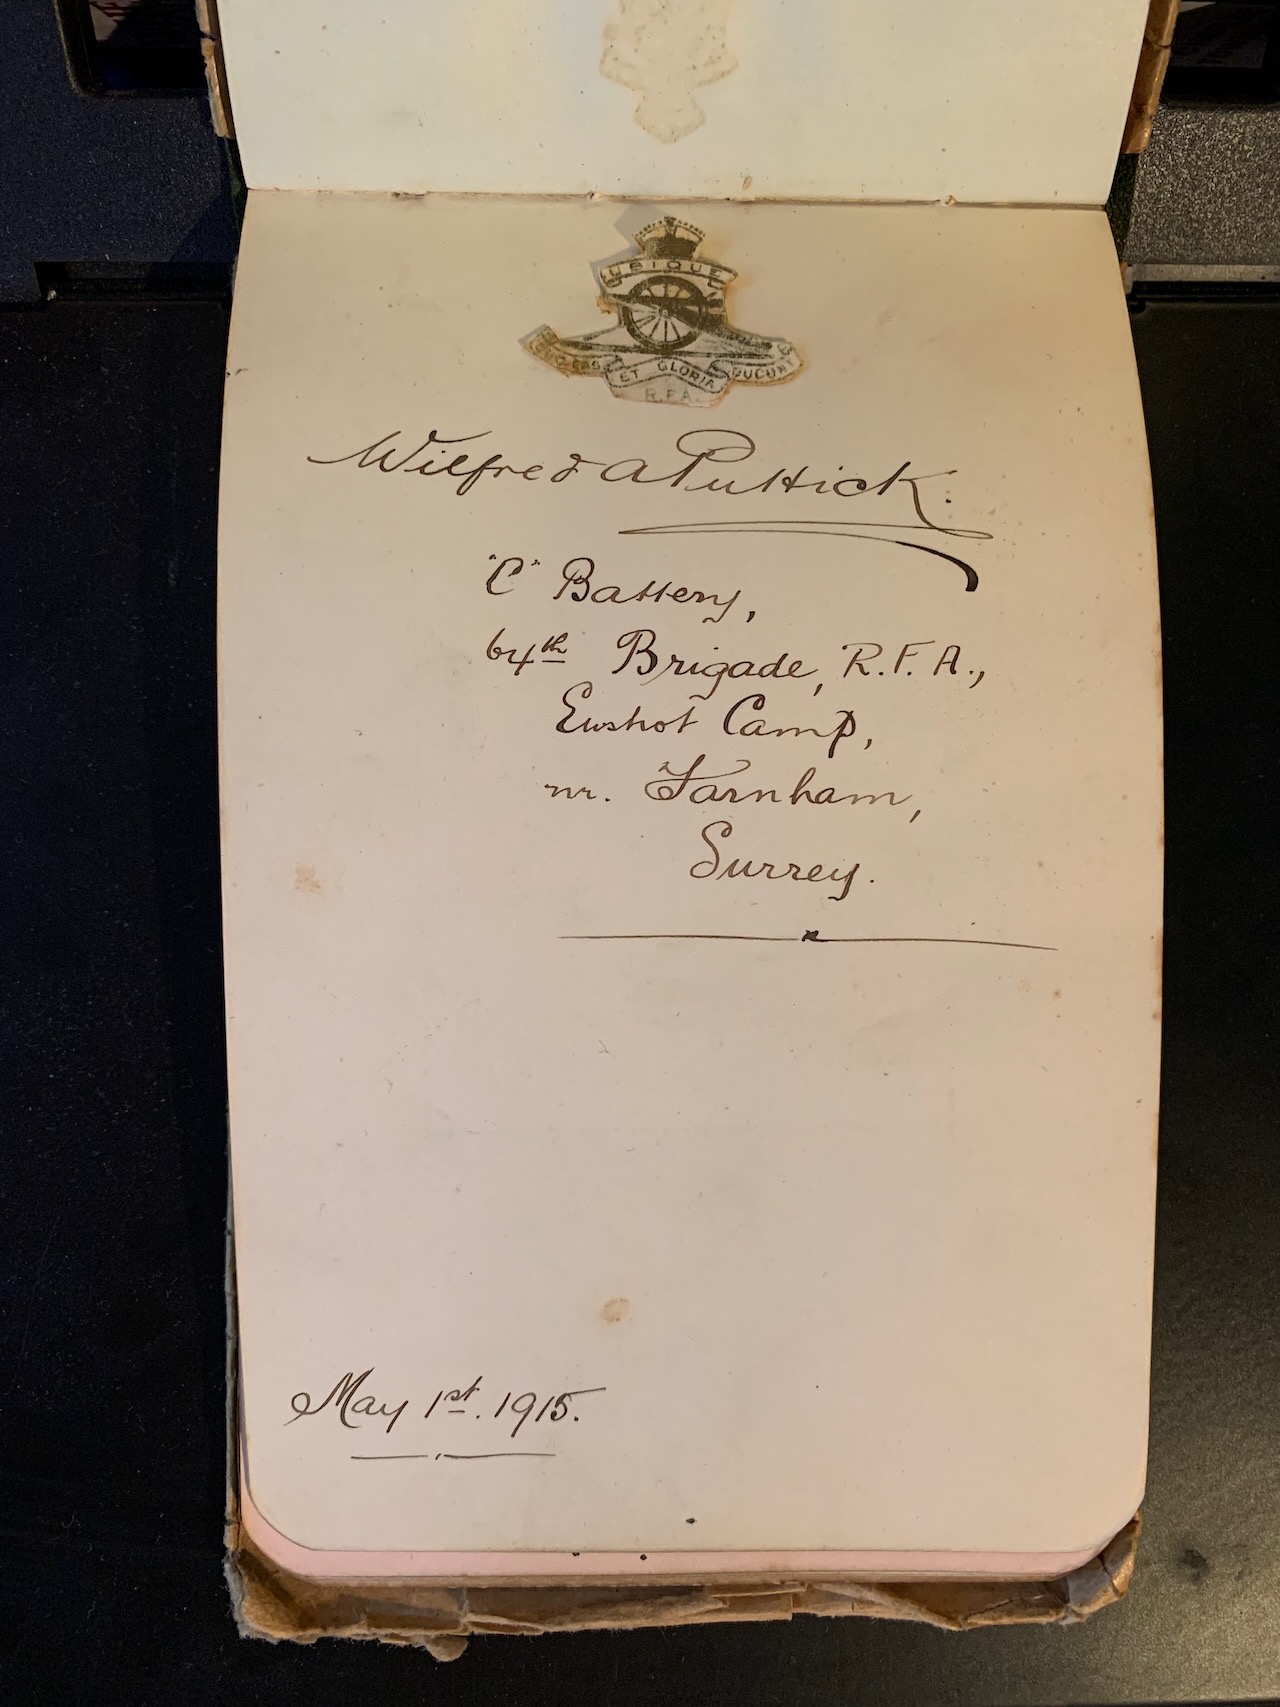 UBIQUE
QUO FAS ET GLORIA DUCUNT
R.F.A.
Wilfred A Puttick.
"C" Battery,
64th Brigade, R.F.A.,
Ewshot Camp,
nr. Farnham,
Surrey.
May 1st. 1915.